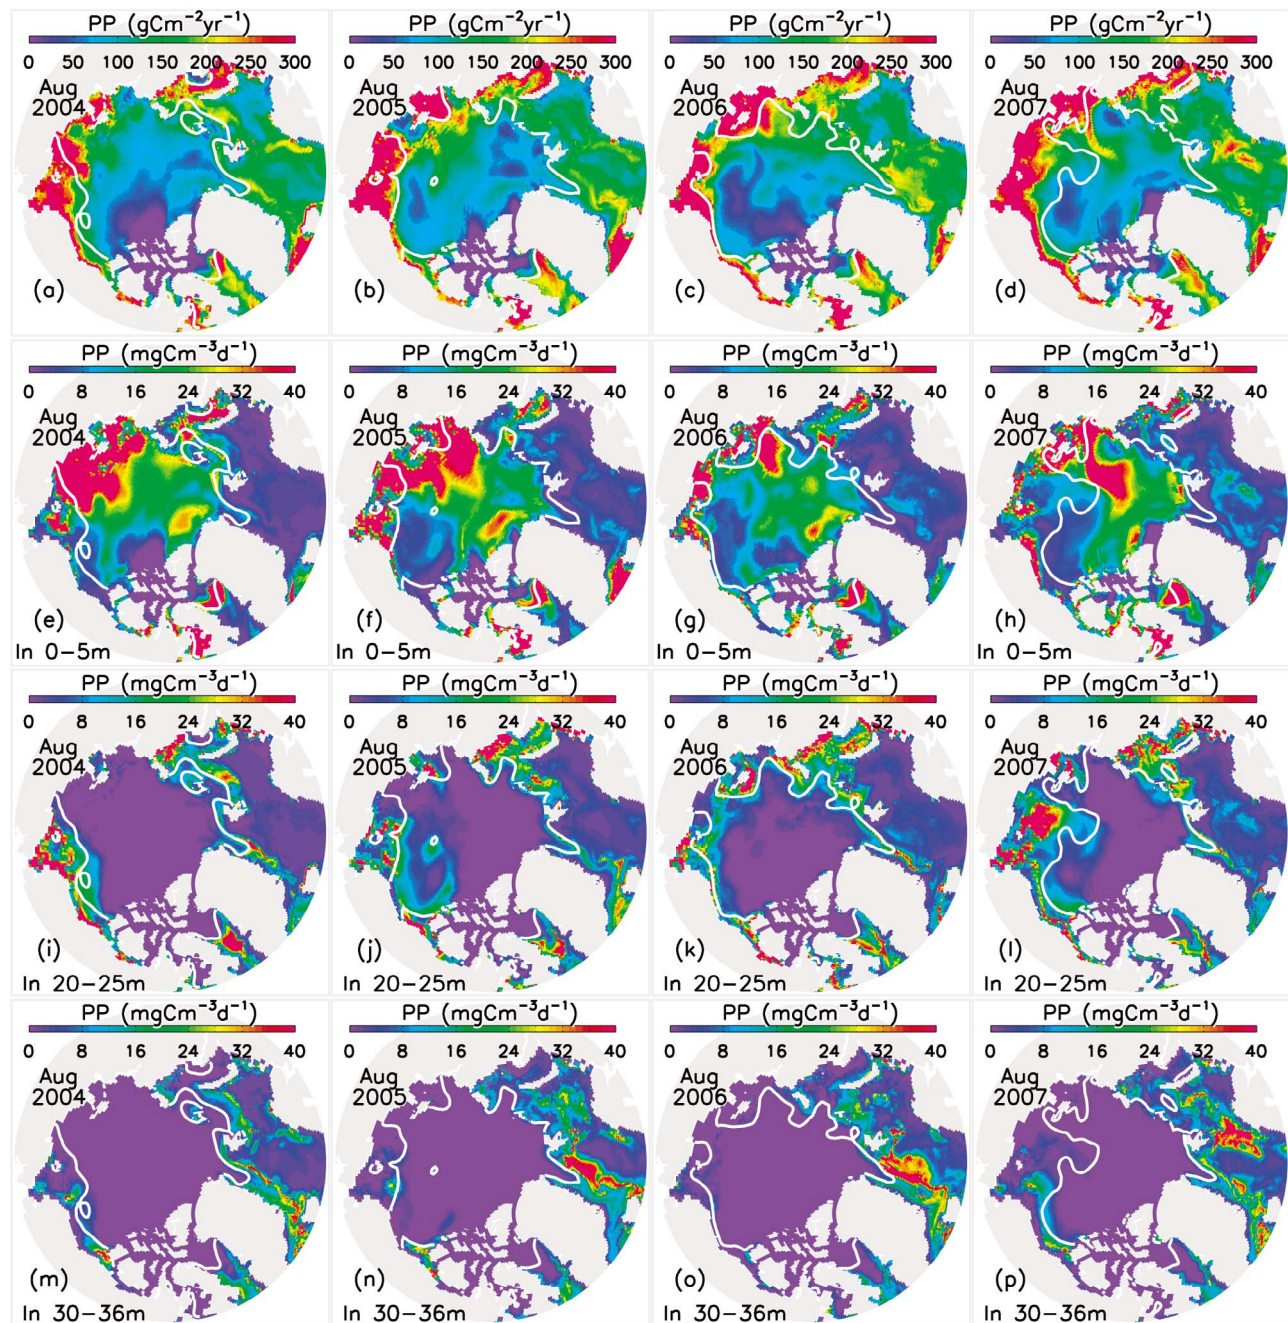 PP (gCm⁻²yr⁻¹) PP (gCm⁻²yr⁻¹) PP (gCm⁻²yr⁻¹) PP (gCm⁻²yr⁻¹)
0 50 100 150 200 250 300 0 50 100 150 200 250 300 0 50 100 150 200 250 300 0 50 100 150 200 250 300
Aug Aug Aug Aug
2004 2005 2006 2007
(a) (b) (c) (d)
PP (mgCm⁻³d⁻¹) PP (mgCm⁻³d⁻¹) PP (mgCm⁻³d⁻¹) PP (mgCm⁻³d⁻¹)
0 8 16 24 32 40 0 8 16 24 32 40 0 8 16 24 32 40 0 8 16 24 32 40
Aug Aug Aug Aug
2004 2005 2006 2007
(e) (f) (g) (h)
In 0-5m In 0-5m In 0-5m In 0-5m
PP (mgCm⁻³d⁻¹) PP (mgCm⁻³d⁻¹) PP (mgCm⁻³d⁻¹) PP (mgCm⁻³d⁻¹)
0 8 16 24 32 40 0 8 16 24 32 40 0 8 16 24 32 40 0 8 16 24 32 40
Aug Aug Aug Aug
2004 2005 2006 2007
(i) (j) (k) (l)
In 20-25m In 20-25m In 20-25m In 20-25m
PP (mgCm⁻³d⁻¹) PP (mgCm⁻³d⁻¹) PP (mgCm⁻³d⁻¹) PP (mgCm⁻³d⁻¹)
0 8 16 24 32 40 0 8 16 24 32 40 0 8 16 24 32 40 0 8 16 24 32 40
Aug Aug Aug Aug
2004 2005 2006 2007
(m) (n) (o) (p)
In 30-36m In 30-36m In 30-36m In 30-36m